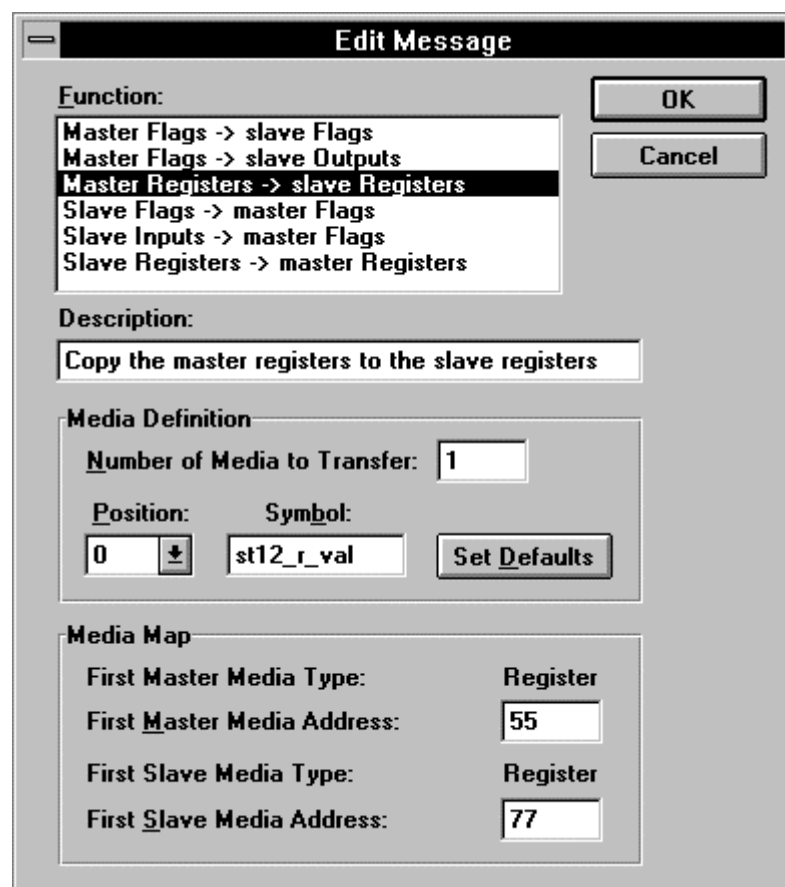 Edit Message
Function:
OK
Master Flags -> slave Flags
Master Flags -> slave Outputs
Cancel
Master Registers -> slave Registers
Slave Flags -> master Flags
Slave Inputs -> master Flags
Slave Registers -> master Registers
Description:
Copy the master registers to the slave registers
Media Definition
Number of Media to Transfer: 1
Position: Symbol:
0 st12_r_val Set Defaults
Media Map
First Master Media Type: Register
First Master Media Address: 55
First Slave Media Type: Register
First Slave Media Address: 77